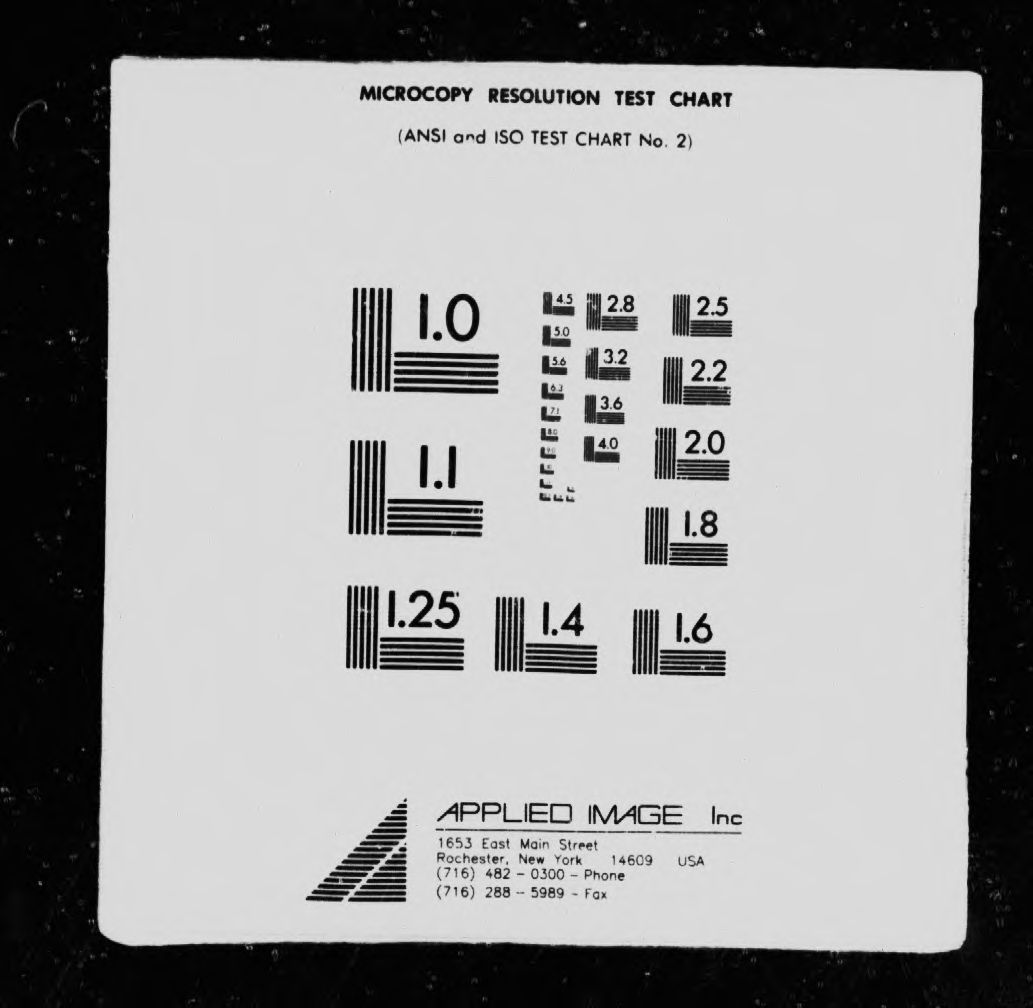 MICROCOPY RESOLUTION TEST CHART
(ANSI and ISO TEST CHART No. 2)
1.0
4.5
2.8
2.5
5.0
5.6
3.2
2.2
6.3
7.1
3.6
8.0
4.0
2.0
9.0
1.1
1.8
1.25
1.4
1.6
APPLIED IMAGE Inc
1653 East Main Street
Rochester, New York 14609 USA
(716) 482 - 0300 - Phone
(716) 288 - 5989 - Fax